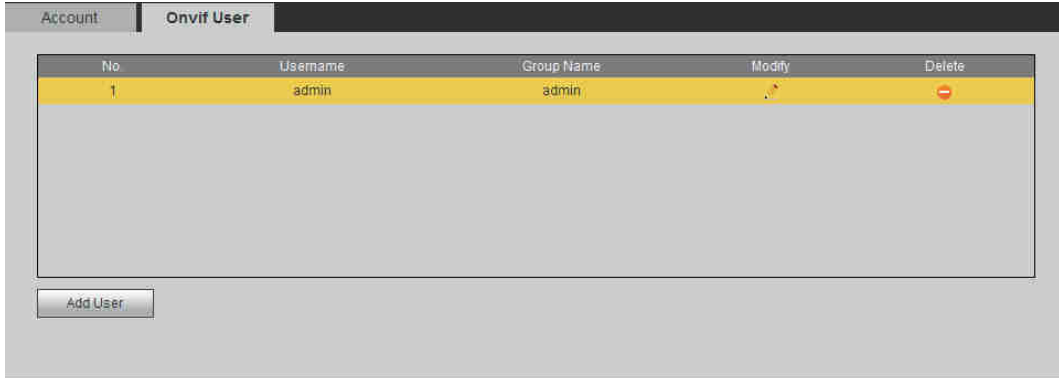 Account Onvif User
No. Username Group Name Modify Delete
1 admin admin
Add User